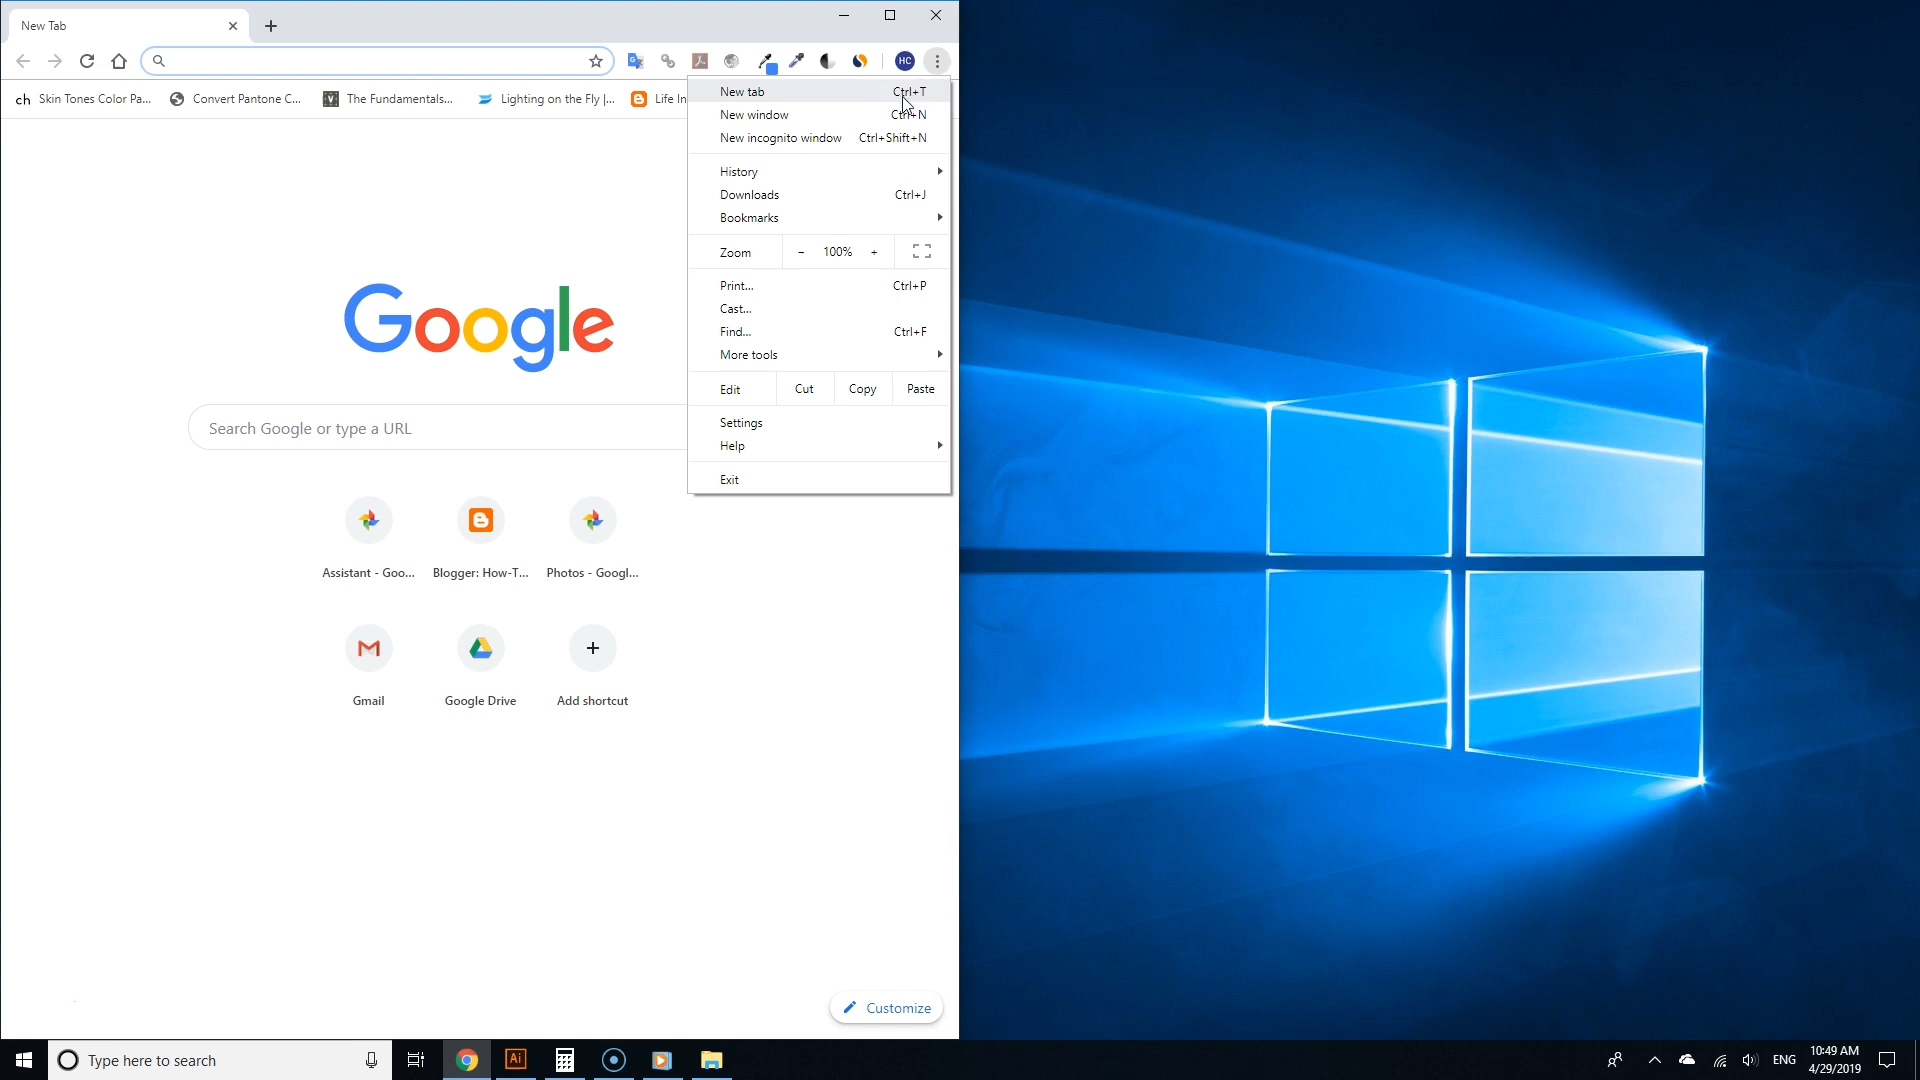 New Tab
HC
ch Skin Tones Color Pa...
Convert Pantone C...
The Fundamentals...
Lighting on the Fly |...
Life In
New tab Ctrl+T
New window Ctrl+N
New incognito window Ctrl+Shift+N
History
Downloads Ctrl+J
Bookmarks
Zoom - 100% +
Print... Ctrl+P
Cast...
Find... Ctrl+F
More tools
Edit Cut Copy Paste
Settings
Help
Exit
Google
Search Google or type a URL
Assistant - Goo...
Blogger: How-T...
Photos - Googl...
Gmail
Google Drive
Add shortcut
Customize
Type here to search
Ai
ENG
10:49 AM
4/29/2019